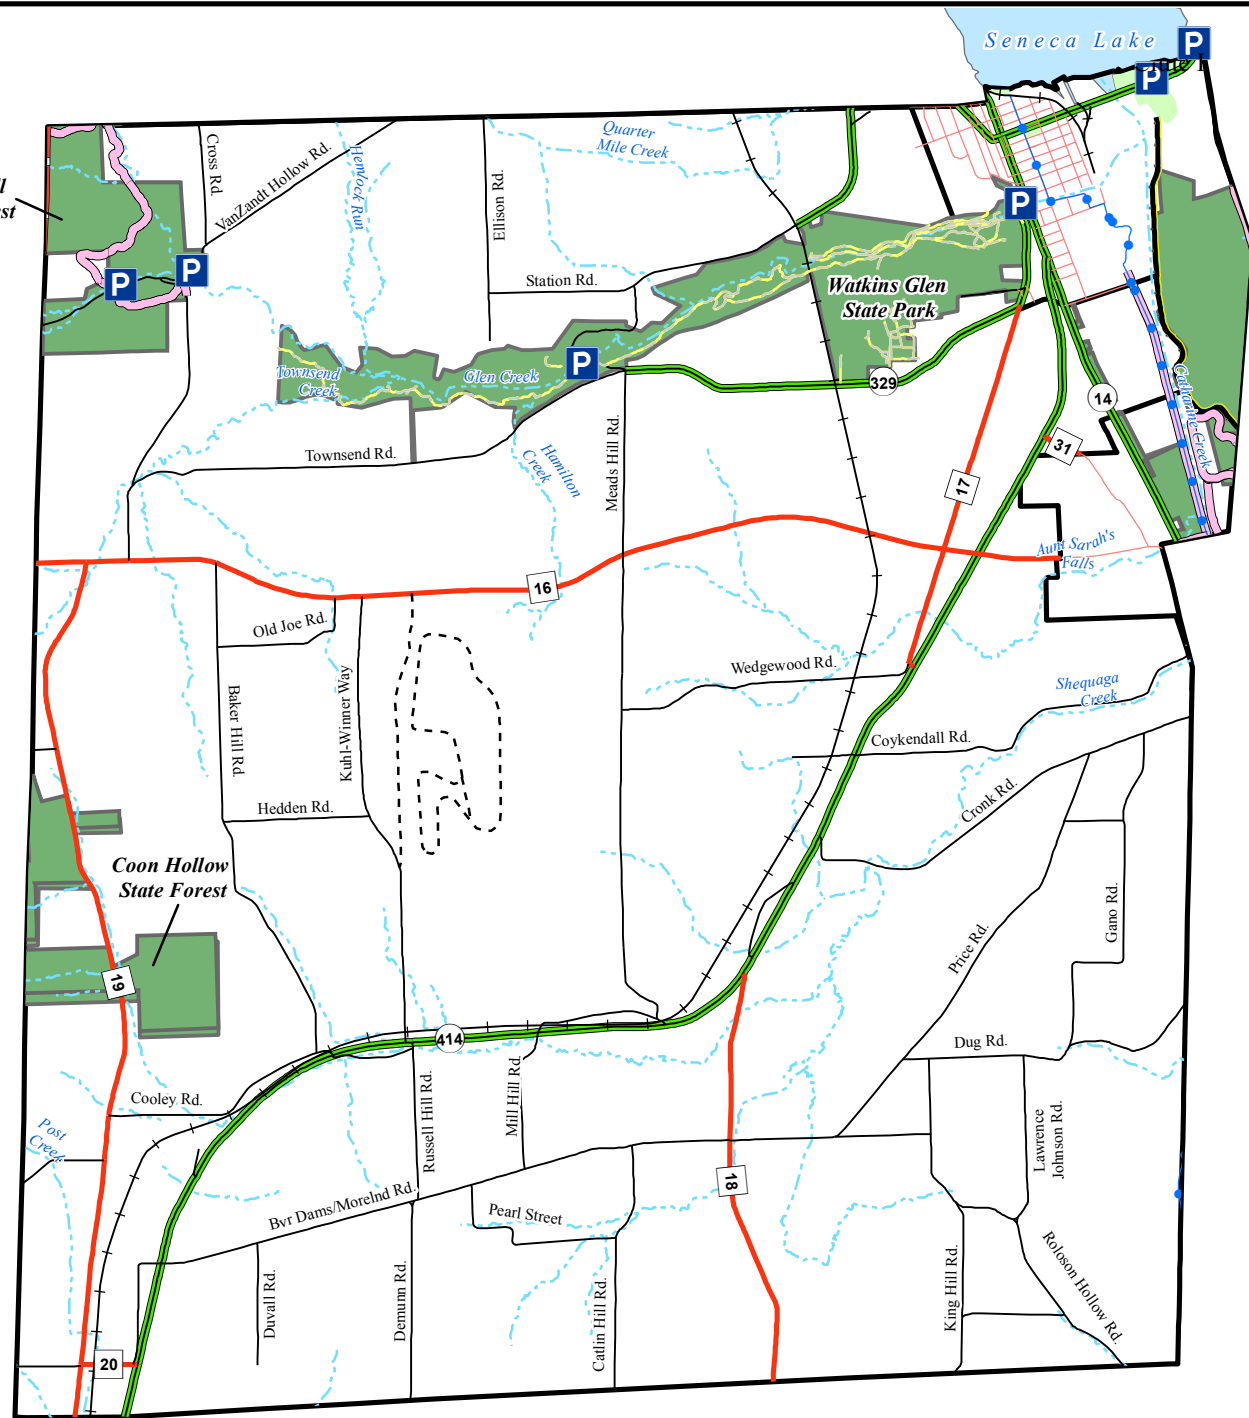 Seneca Lake
P
P
Quarter
Mile Creek
Cross Rd.
VanZandt Hollow Rd.
Hemlock Run
Ellison Rd.
P
P
P
Station Rd.
Watkins Glen
State Park
Townsend
Creek
Glen Creek
P
329
14
Catharine Creek
31
Townsend Rd.
Hamilton
Creek
Meads Hill Rd.
17
Aunt Sarah's
Falls
16
Old Joe Rd.
Wedgewood Rd.
Shequaga
Creek
Baker Hill Rd.
Kuhl-Winner Way
Coykendall Rd.
Hedden Rd.
Cronk Rd.
Coon Hollow
State Forest
Gano Rd.
Price Rd.
19
414
Dug Rd.
Cooley Rd.
Russell Hill Rd.
Mill Hill Rd.
Lawrence
Johnson Rd.
Post
Creek
18
Bvr Dams/Morelnd Rd.
Pearl Street
Duvall Rd.
Demunn Rd.
Catlin Hill Rd.
King Hill Rd.
Roloson Hollow Rd.
20